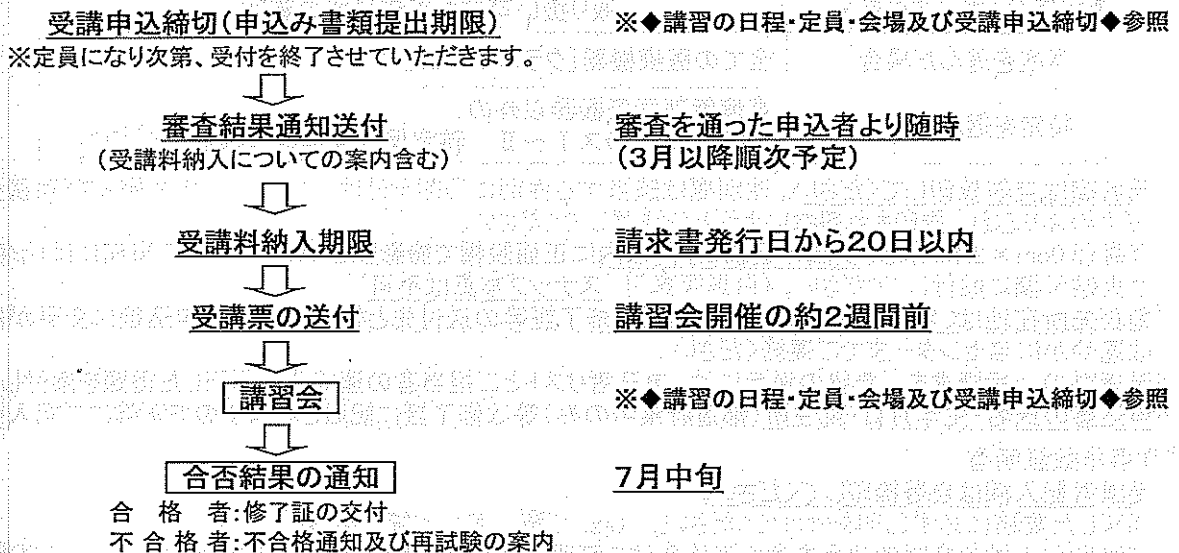 受講申込締切(申込み書類提出期限) ※◆講習の日程・定員・会場及び受講申込締切◆参照
※定員になり次第、受付を終了させていただきます。
審査結果通知送付 審査を通った申込者より随時
(受講料納入についての案内含む) (3月以降順次予定)
受講料納入期限 請求書発行日から20日以内
受講票の送付 講習会開催の約2週間前
講習会 ※◆講習の日程・定員・会場及び受講申込締切◆参照
合否結果の通知 7月中旬
合格者:修了証の交付
不合格者:不合格通知及び再試験の案内